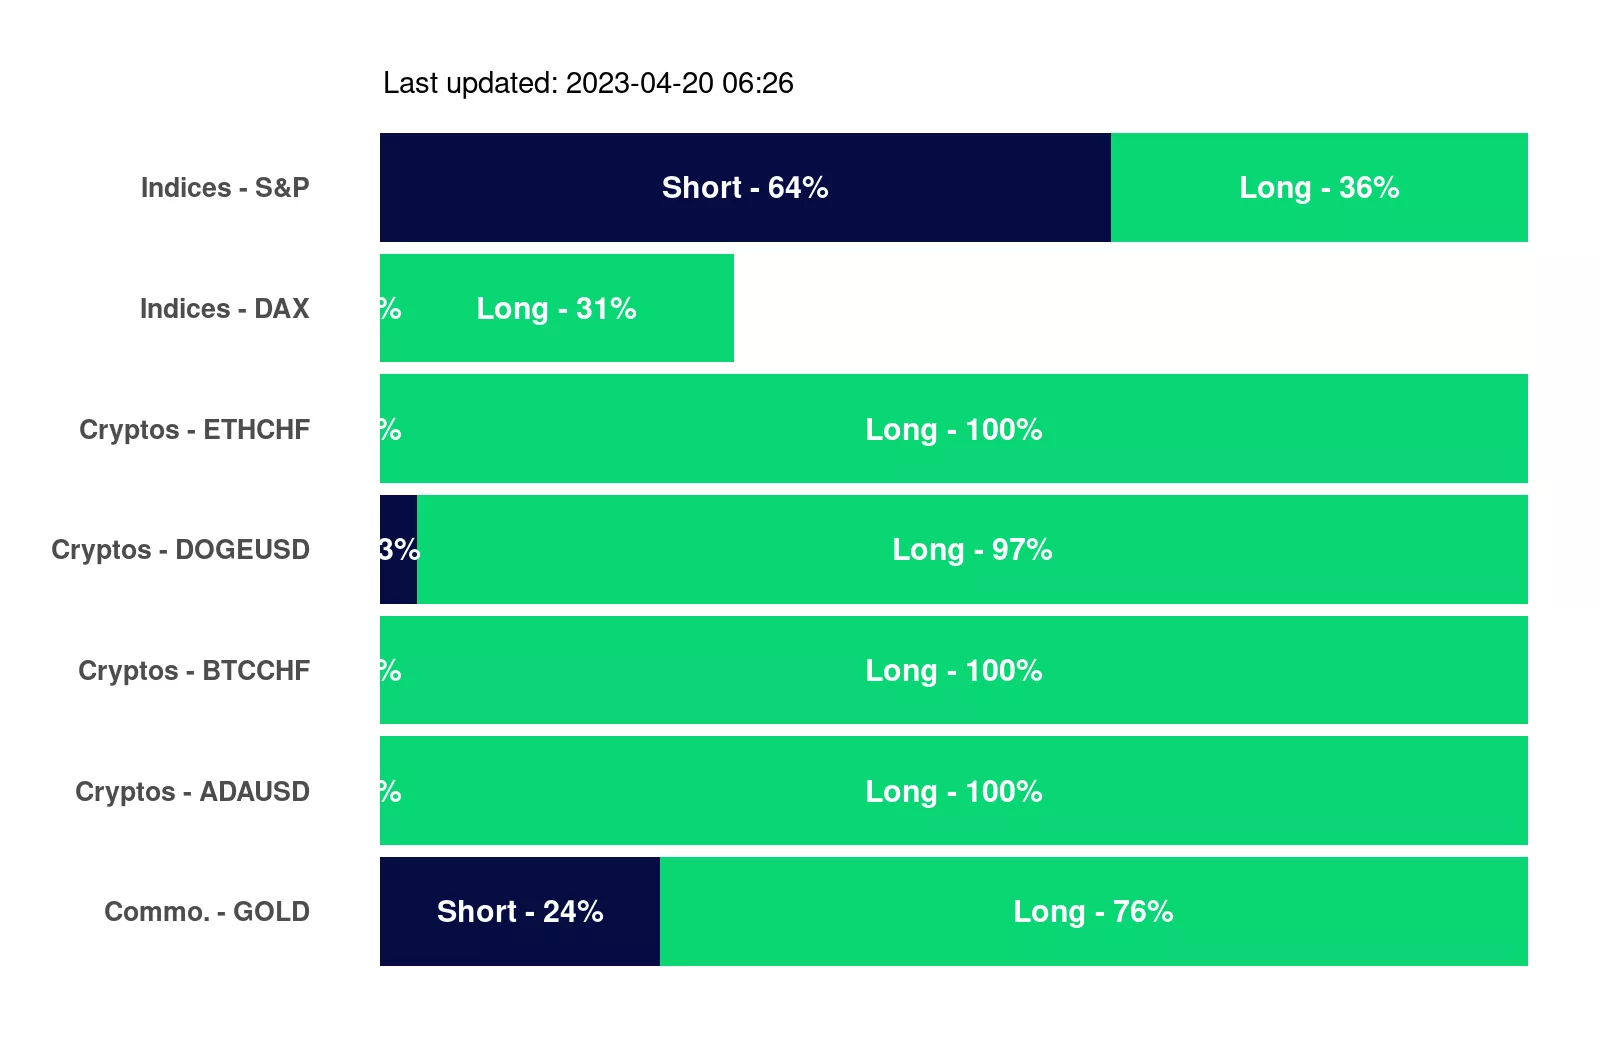 Last updated: 2023-04-20 06:26
Indices - S&P Short - 64% Long - 36%
Indices - DAX % Long - 31%
Cryptos - ETHCHF % Long - 100%
Cryptos - DOGEUSD 3% Long - 97%
Cryptos - BTCCHF % Long - 100%
Cryptos - ADAUSD % Long - 100%
Commo. - GOLD Short - 24% Long - 76%